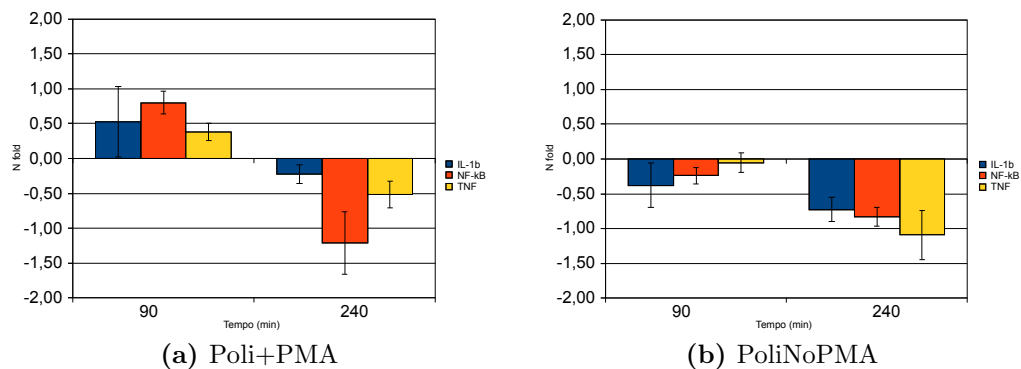 2,00
1,50
1,00
0,50
0,00
-0,50
-1,00
-1,50
-2,00
N fold
90
240
Tempo (min)
IL-1b
NF-kB
TNF
(a) Poli+PMA
2,00
1,50
1,00
0,50
0,00
-0,50
-1,00
-1,50
-2,00
N fold
90
240
Tempo (min)
IL-1b
NF-kB
TNF
(b) PoliNoPMA